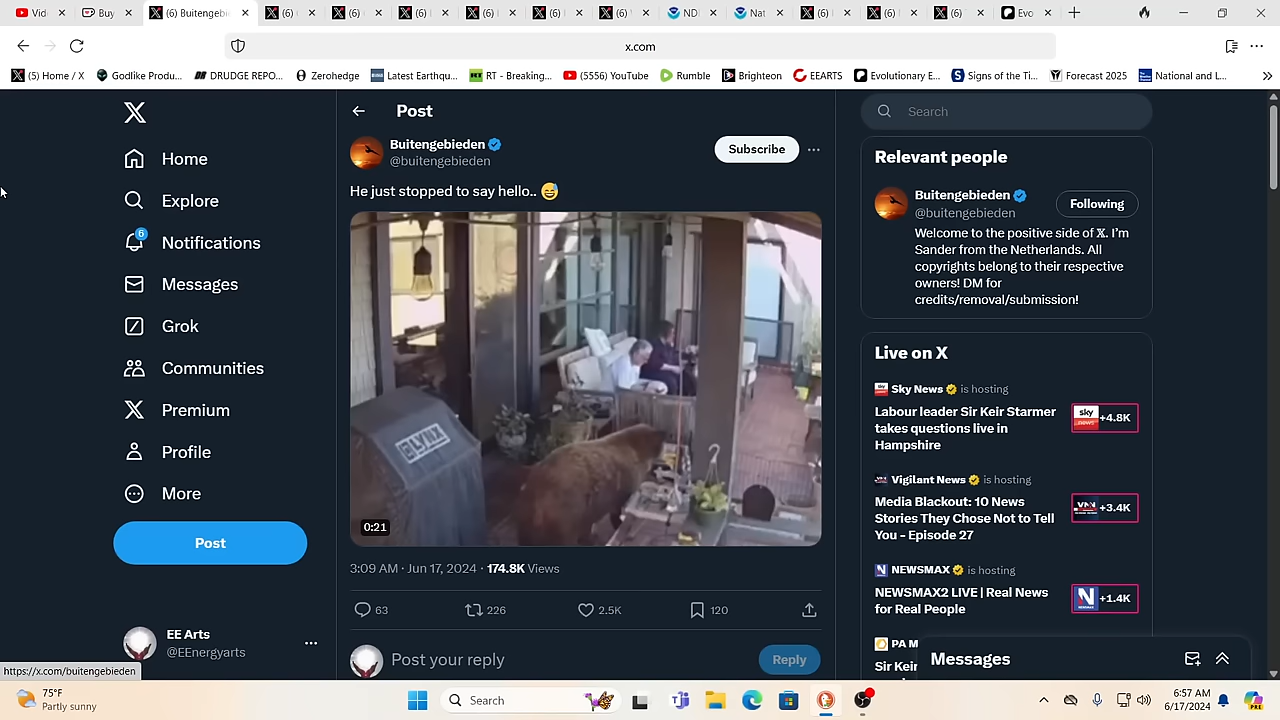 Vid
Buy
(6) Buitengebi
(6)
(6)
(6)
(6)
(6)
(6)
ND
Nat
(6)
(6)
(6)
Evo
x.com
(5) Home / X
Godlike Produ...
DRUDGE REPO...
Zerohedge
Latest Earthqu...
RT - Breaking...
(5556) YouTube
Rumble
Brighteon
EEARTS
Evolutionary E...
Signs of the Ti...
Forecast 2025
National and L...
Home
Explore
6
Notifications
Messages
Grok
Communities
Premium
Profile
More
Post
EE Arts
@EEnergyarts
https://x.com/buitengebieden
Post
Buitengebieden
@buitengebieden
Subscribe
He just stopped to say hello.. 😅
LYNX
0:21
3:09 AM · Jun 17, 2024 · 174.8K Views
63
226
2.5K
120
Post your reply
Reply
Search
Relevant people
Buitengebieden
@buitengebieden
Following
Welcome to the positive side of 𝕏. I'm
Sander from the Netherlands. All
copyrights belong to their respective
owners! DM for
credits/removal/submission!
Live on X
Sky News is hosting
Labour leader Sir Keir Starmer
takes questions live in
Hampshire
sky news
+4.8K
Vigilant News is hosting
Media Blackout: 10 News
Stories They Chose Not to Tell
You - Episode 27
+3.4K
NEWSMAX is hosting
NEWSMAX2 LIVE | Real News
for Real People
+1.4K
PA M
Sir Keir
Messages
75°F
Partly sunny
Search
6:57 AM
6/17/2024
PRE